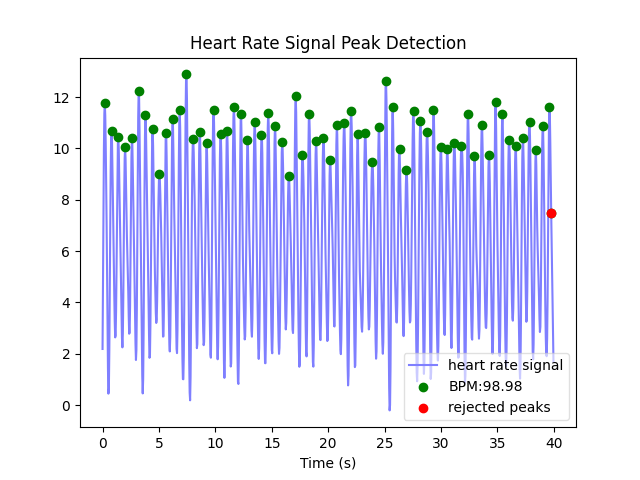 Heart Rate Signal Peak Detection
12
10
8
6
4
2
0
heart rate signal
BPM:98.98
rejected peaks
0 5 10 15 20 25 30 35 40
Time (s)